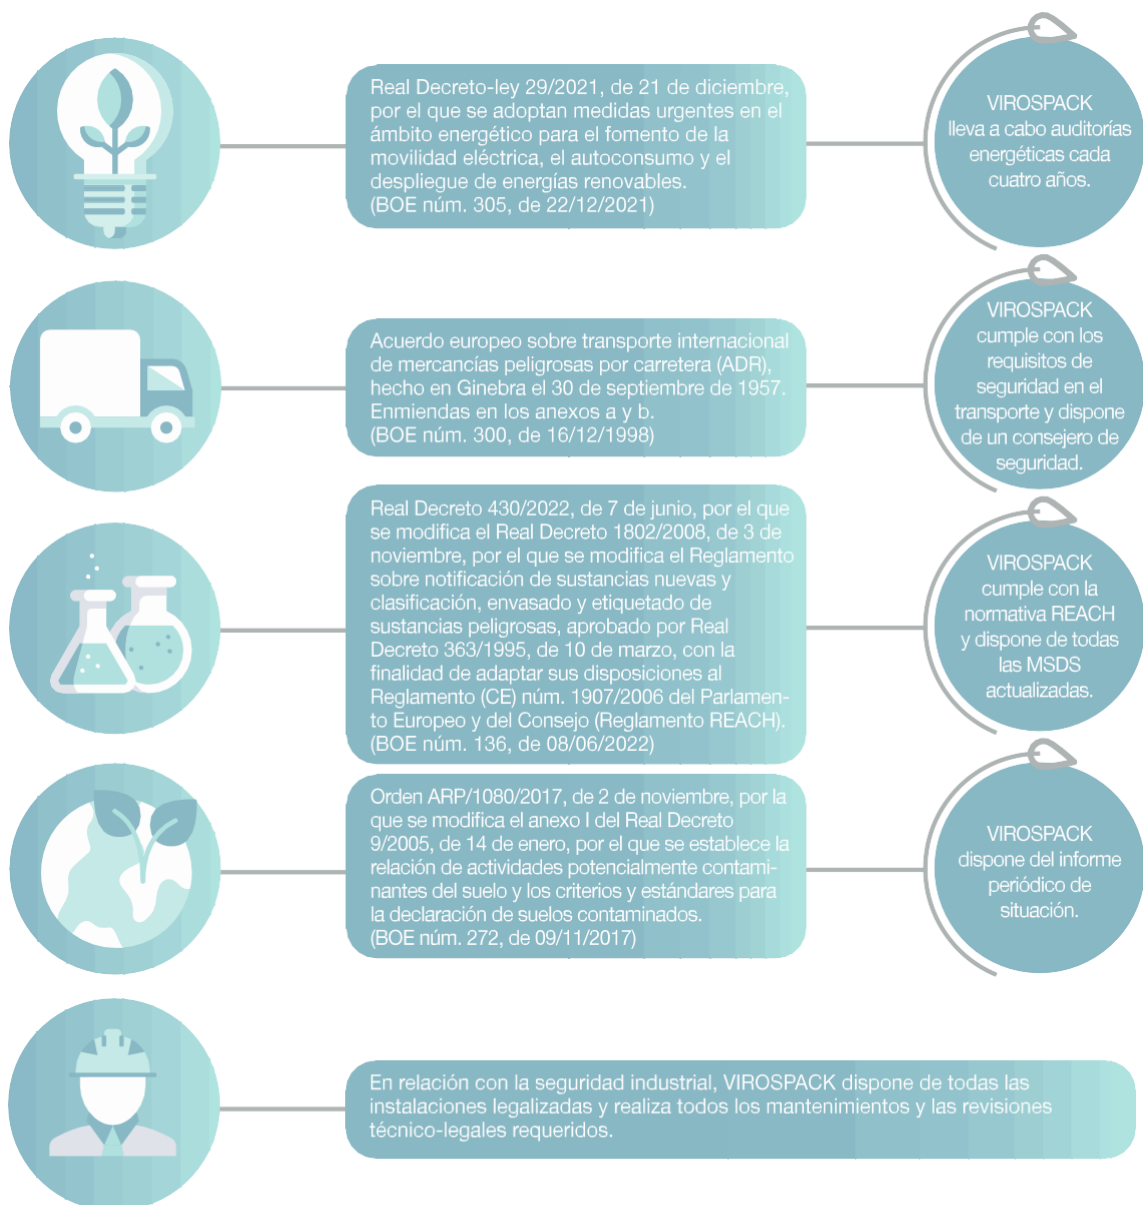 Real Decreto-ley 29/2021, de 21 de diciembre,
por el que se adoptan medidas urgentes en el
ámbito energético para el fomento de la
movilidad eléctrica, el autoconsumo y el
despliegue de energías renovables.
(BOE núm. 305, de 22/12/2021)
VIROSPACK
lleva a cabo auditorías
energéticas cada
cuatro años.
Acuerdo europeo sobre transporte internacional
de mercancías peligrosas por carretera (ADR),
hecho en Ginebra el 30 de septiembre de 1957.
Enmiendas en los anexos a y b.
(BOE núm. 300, de 16/12/1998)
VIROSPACK
cumple con los
requisitos de
seguridad en el
transporte y dispone
de un consejero de
seguridad.
Real Decreto 430/2022, de 7 de junio, por el que
se modifica el Real Decreto 1802/2008, de 3 de
noviembre, por el que se modifica el Reglamento
sobre notificación de sustancias nuevas y
clasificación, envasado y etiquetado de
sustancias peligrosas, aprobado por Real
Decreto 363/1995, de 10 de marzo, con la
finalidad de adaptar sus disposiciones al
Reglamento (CE) núm. 1907/2006 del Parlamen-
to Europeo y del Consejo (Reglamento REACH).
(BOE núm. 136, de 08/06/2022)
VIROSPACK
cumple con la
normativa REACH
y dispone de todas
las MSDS
actualizadas.
Orden ARP/1080/2017, de 2 de noviembre, por la
que se modifica el anexo I del Real Decreto
9/2005, de 14 de enero, por el que se establece la
relación de actividades potencialmente contami-
nantes del suelo y los criterios y estándares para
la declaración de suelos contaminados.
(BOE núm. 272, de 09/11/2017)
VIROSPACK
dispone del informe
periódico de
situación.
En relación con la seguridad industrial, VIROSPACK dispone de todas las
instalaciones legalizadas y realiza todos los mantenimientos y las revisiones
técnico-legales requeridos.